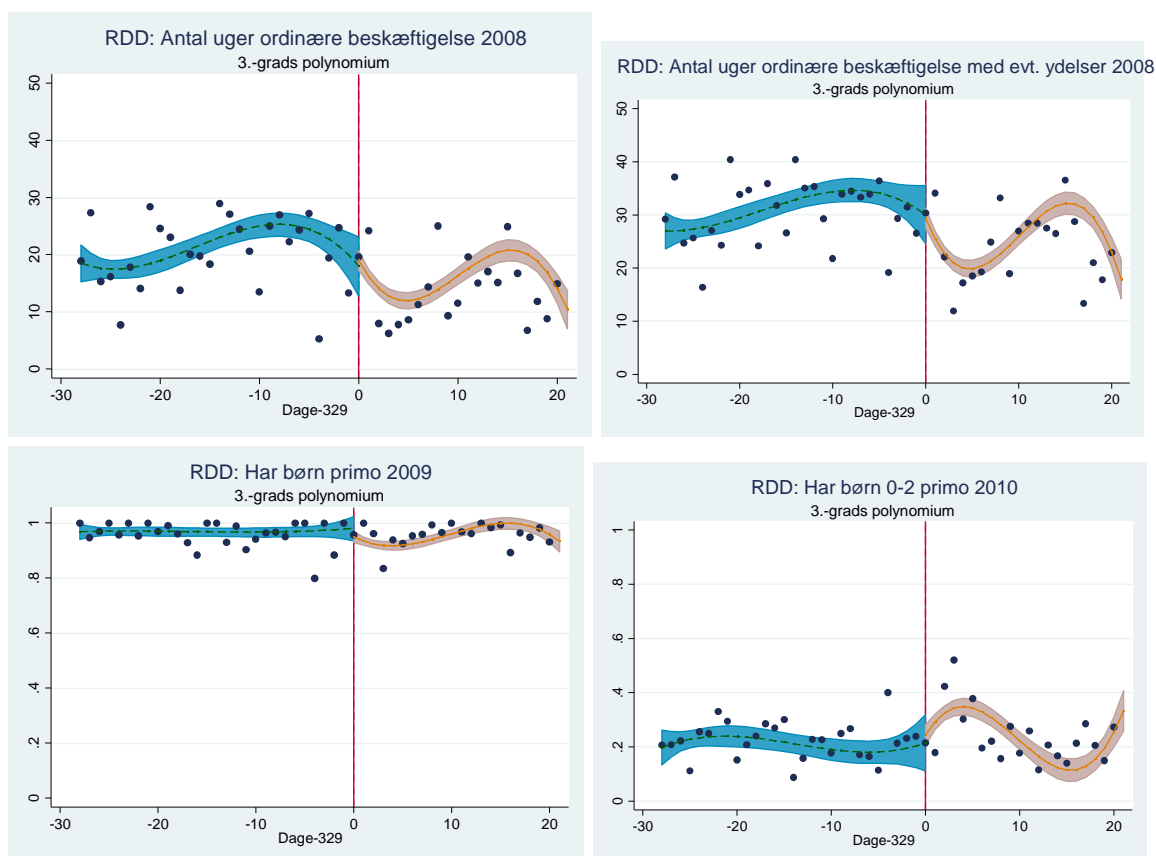 RDD: Antal uger ordinære beskæftigelse 2008
3.-grads polynomium
50
40
30
20
10
0
-30 -20 -10 0 10 20
Dage-329
RDD: Antal uger ordinære beskæftigelse med evt. ydelser 2008
3.-grads polynomium
50
40
30
20
10
0
-30 -20 -10 0 10 20
Dage-329
RDD: Har børn primo 2009
3.-grads polynomium
1
.8
.6
.4
.2
0
-30 -20 -10 0 10 20
Dage-329
RDD: Har børn 0-2 primo 2010
3.-grads polynomium
1
.8
.6
.4
.2
0
-30 -20 -10 0 10 20
Dage-329